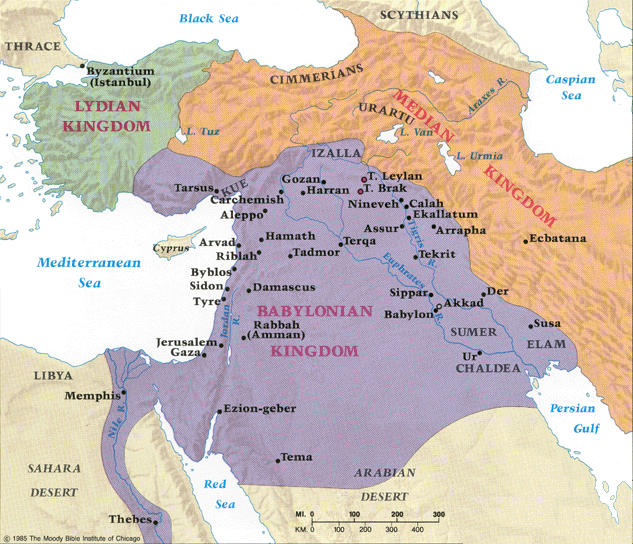 Black Sea
SCYTHIANS
THRACE
Byzantium
(Istanbul)
CIMMERIANS
Caspian
Sea
LYDIAN
KINGDOM
URARTU
MEDIAN
KINGDOM
Araxes R.
L. Tuz
L. Van
L. Urmia
IZALLA
Tarsus
KUE
Gozan
T. Leylan
Carchemish
Harran
T. Brak
Nineveh
Calah
Aleppo
Ekallatum
Assur
Arrapha
Ecbatana
Cyprus
Arvad
Hamath
Terqa
Tigris R.
Riblah
Tadmor
Tekrit
Mediterranean
Sea
Byblos
Euphrates R.
Sidon
Damascus
Sippar
Der
Tyre
Akkad
BABYLONIAN
KINGDOM
Babylon
Jordan R.
Rabbah
(Amman)
SUMER
Susa
Jerusalem
ELAM
Gaza
Ur
CHALDEA
LIBYA
Memphis
Nile R.
Ezion-geber
Persian
Gulf
SAHARA
DESERT
Tema
ARABIAN
DESERT
Red
Sea
Thebes
MI. 0 100 200 300
KM. 0 100 200 300 400
© 1985 The Moody Bible Institute of Chicago